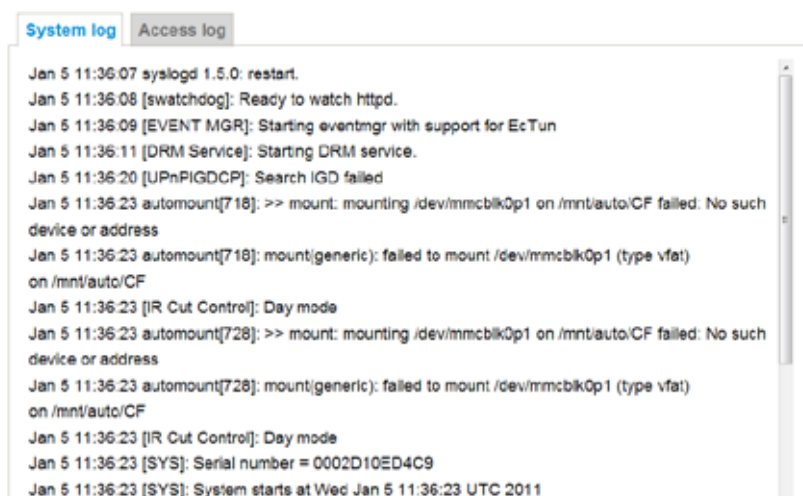 System log Access log
Jan 5 11:36:07 syslogd 1.5.0: restart.
Jan 5 11:36:08 [swatchdog]: Ready to watch httpd.
Jan 5 11:36:09 [EVENT MGR]: Starting eventmgr with support for EcTun
Jan 5 11:36:11 [DRM Service]: Starting DRM service.
Jan 5 11:36:20 [UPnPIGDCP]: Search IGD failed
Jan 5 11:36:23 automount[718]: >> mount: mounting /dev/mmcblk0p1 on /mnt/auto/CF failed: No such
device or address
Jan 5 11:36:23 automount[718]: mount(generic): failed to mount /dev/mmcblk0p1 (type vfat)
on /mnt/auto/CF
Jan 5 11:36:23 [IR Cut Control]: Day mode
Jan 5 11:36:23 automount[728]: >> mount: mounting /dev/mmcblk0p1 on /mnt/auto/CF failed: No such
device or address
Jan 5 11:36:23 automount[728]: mount(generic): failed to mount /dev/mmcblk0p1 (type vfat)
on /mnt/auto/CF
Jan 5 11:36:23 [IR Cut Control]: Day mode
Jan 5 11:36:23 [SYS]: Serial number = 0002D10ED4C9
Jan 5 11:36:23 [SYS]: System starts at Wed Jan 5 11:36:23 UTC 2011